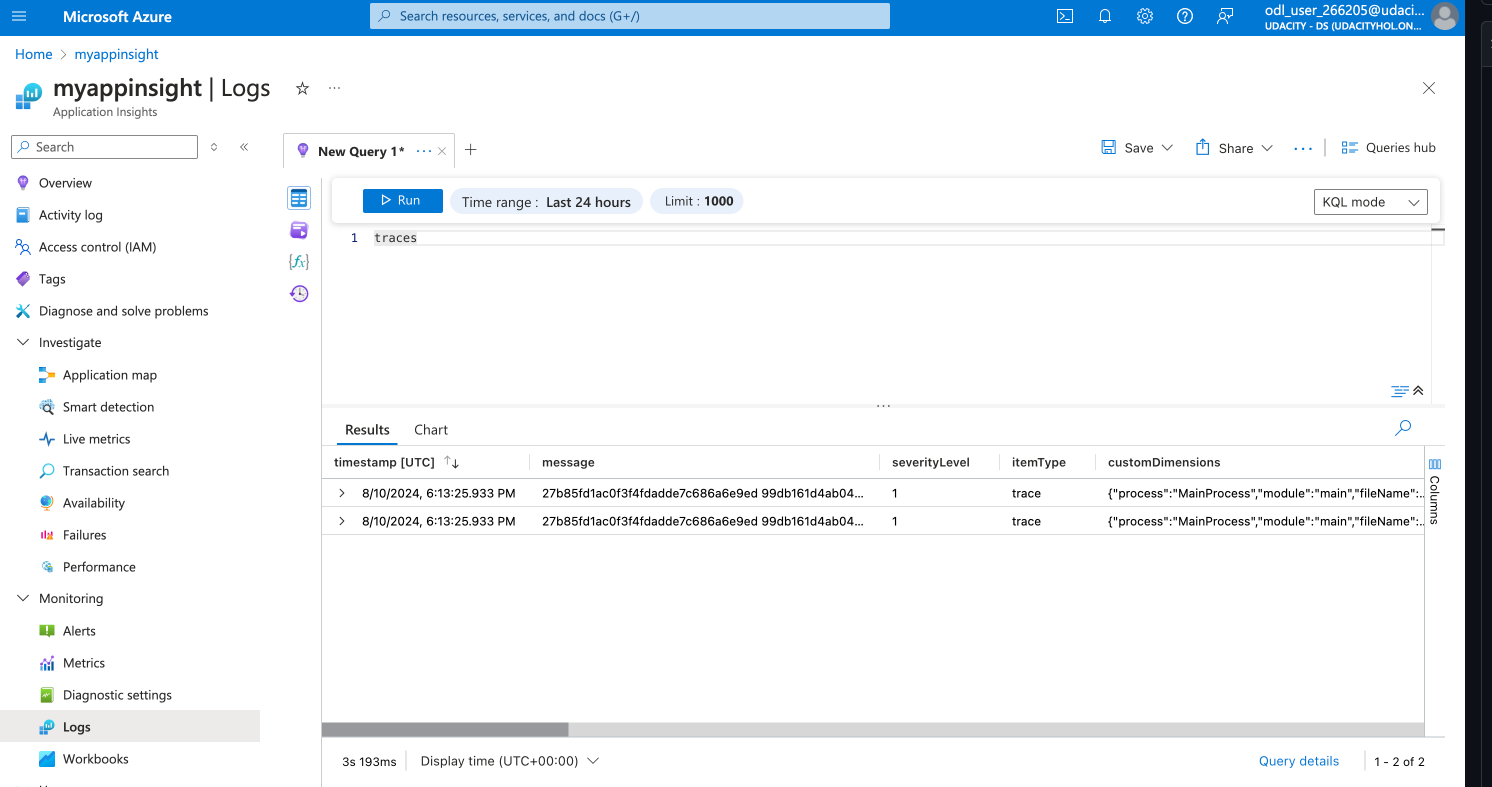 Microsoft Azure
Search resources, services, and docs (G+/)
odl_user_266205@udaci...
UDACITY - DS (UDACITYHOL.ON...
Home > myappinsight
myappinsight | Logs
Application Insights
Search
Overview
Activity log
Access control (IAM)
Tags
Diagnose and solve problems
Investigate
Application map
Smart detection
Live metrics
Transaction search
Availability
Failures
Performance
Monitoring
Alerts
Metrics
Diagnostic settings
Logs
Workbooks
New Query 1*
Save
Share
Queries hub
Run
Time range : Last 24 hours
Limit : 1000
KQL mode
1 traces
Results Chart
timestamp [UTC] message severityLevel itemType customDimensions
8/10/2024, 6:13:25.933 PM 27b85fd1ac0f3f4fdadde7c686a6e9ed 99db161d4ab04... 1 trace {"process":"MainProcess","module":"main","fileName":...
8/10/2024, 6:13:25.933 PM 27b85fd1ac0f3f4fdadde7c686a6e9ed 99db161d4ab04... 1 trace {"process":"MainProcess","module":"main","fileName":...
Columns
3s 193ms
Display time (UTC+00:00)
Query details
1 - 2 of 2